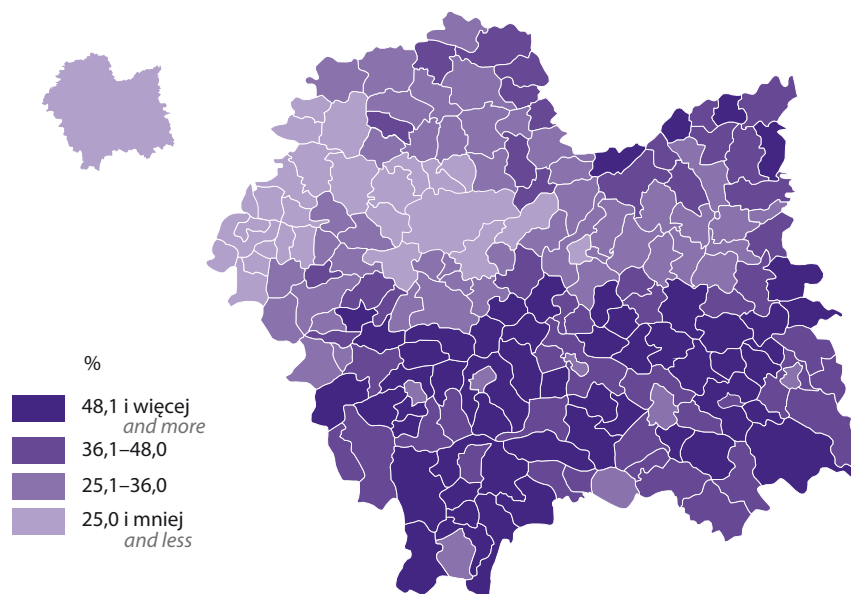 %
48,1 i więcej
and more
36,1–48,0
25,1–36,0
25,0 i mniej
and less